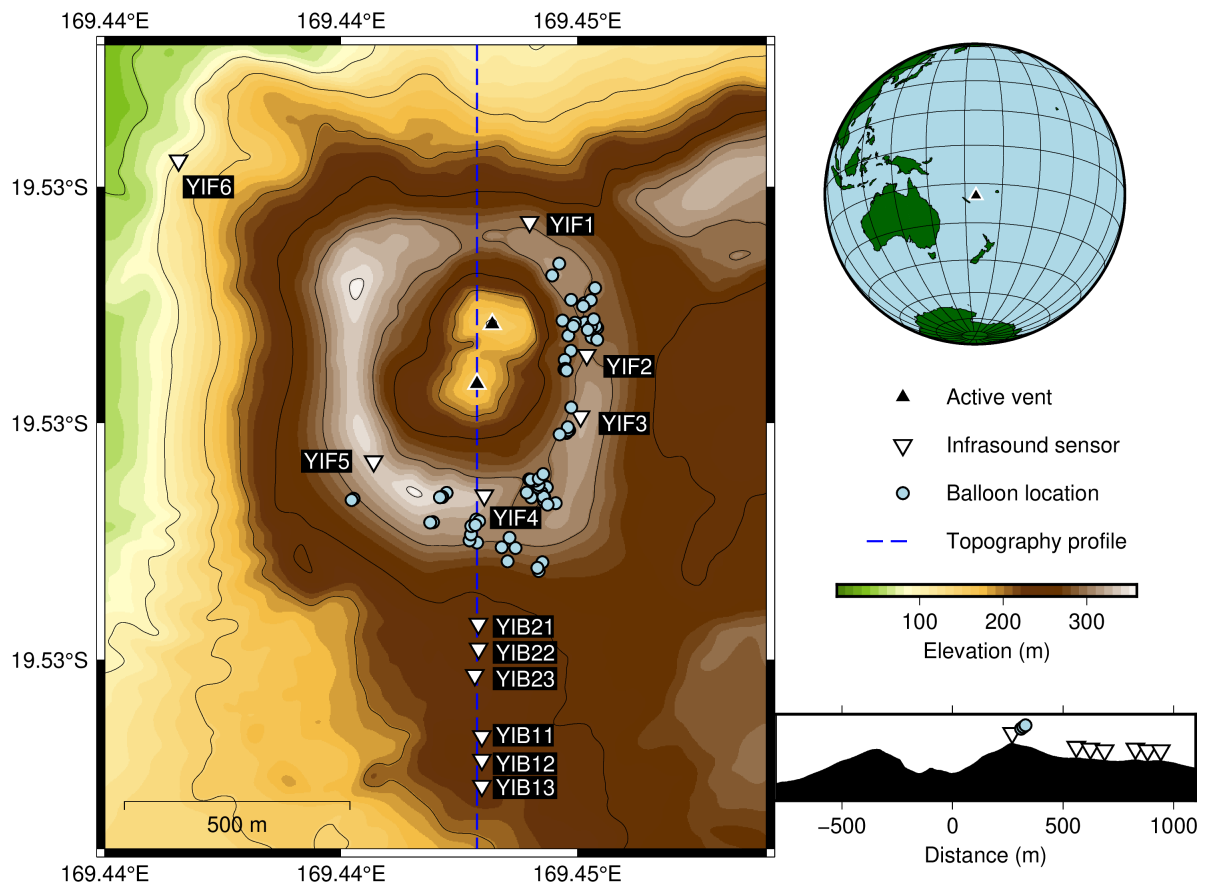 169.44°E 169.44°E 169.45°E
19.53°S
YIF6
YIF1
YIF2
19.53°S
YIF3
YIF5
YIF4
YIB21
YIB22
19.53°S
YIB23
YIB11
YIB12
YIB13
500 m
169.44°E 169.44°E 169.45°E
Active vent
Infrasound sensor
Balloon location
Topography profile
100 200 300
Elevation (m)
−500 0 500 1000
Distance (m)